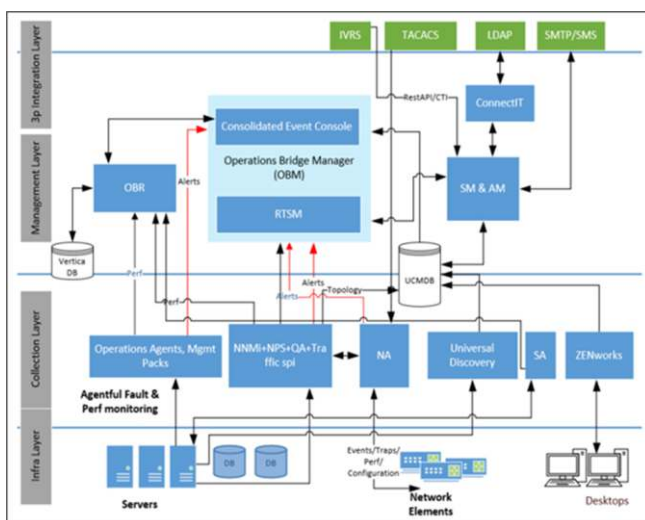 3p Integration Layer
IVRS
TACACS
LDAP
SMTP/SMS
RestAPI/CTI
ConnectIT
Management Layer
Consolidated Event Console
Operations Bridge Manager
(OBM)
OBR
Alerts
SM & AM
RTSM
Vertica
DB
UCMDB
Collection Layer
Perf
Perf
Alerts
Alerts
Topology
Operations Agents, Mgmt
Packs
NNMI+NPS+QA+Tra
ffic spi
NA
Universal
Discovery
SA
ZENworks
Agentful Fault &
Perf monitoring
Infra Layer
DB
DB
Events/Traps/
Perf/
Configuration
Servers
Network
Elements
Desktops